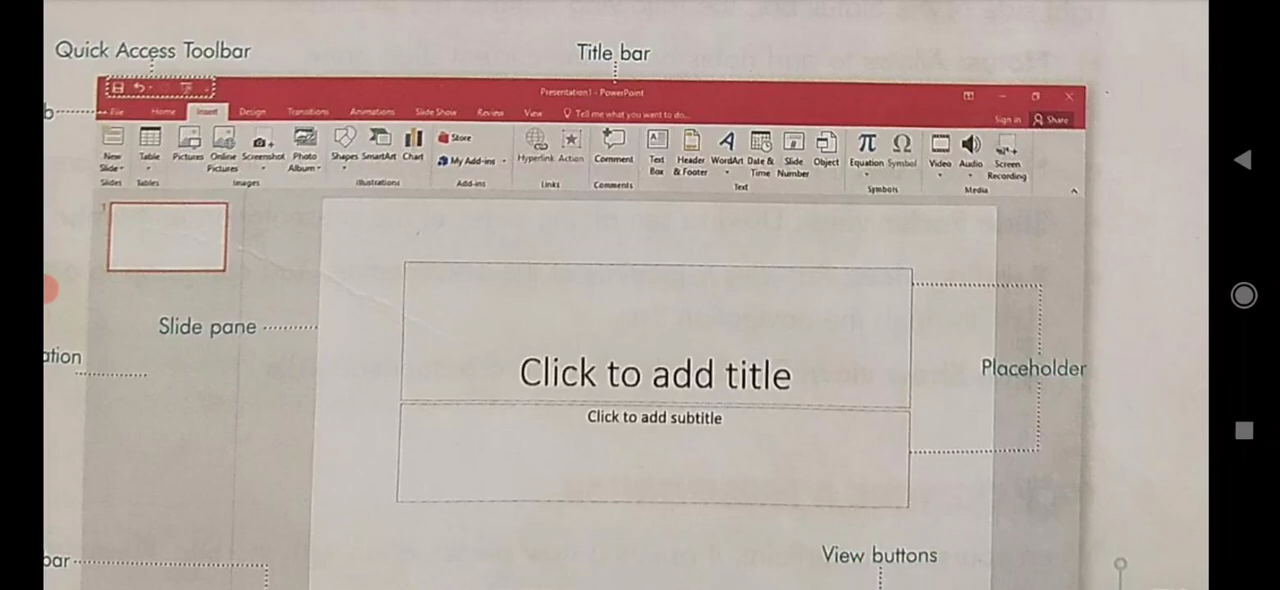 Quick Access Toolbar
Title bar
Presentation1 - PowerPoint
b
File Home Insert Design Transitions Animations Slide Show Review View Tell me what you want to do...
Sign in Share
New Slide
Table
Pictures
Online Pictures
Screenshot
Photo Album
Shapes SmartArt Chart
Store
My Add-ins
Hyperlink Action
Comment
Text Box
Header & Footer
WordArt
Date & Time
Slide Number
Object
Equation Symbol
Video
Audio
Screen Recording
Slides Tables Images Illustrations Add-ins Links Comments Text Symbols Media
1
Slide pane
ation
Click to add title
Placeholder
Click to add subtitle
View buttons
bar